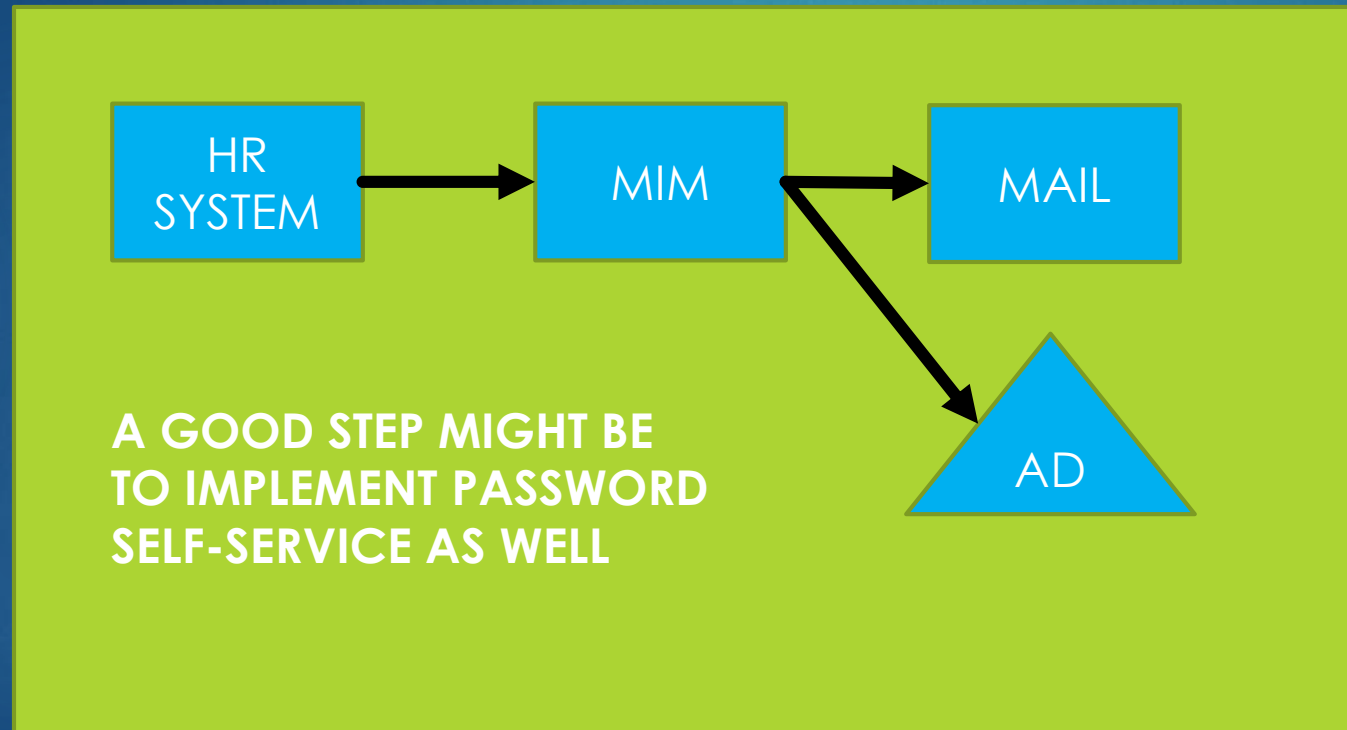 HR
SYSTEM
MIM
MAIL
AD
A GOOD STEP MIGHT BE
TO IMPLEMENT PASSWORD
SELF-SERVICE AS WELL